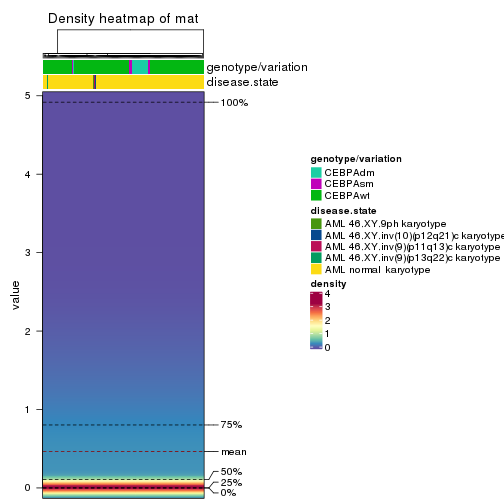 Density heatmap of mat
genotype/variation
disease.state
value
5
4
3
2
1
0
100%
75%
mean
50%
25%
0%
genotype/variation
CEBPAdm
CEBPAsm
CEBPAwt
disease.state
AML 46.XY.9ph karyotype
AML 46.XY.inv(10)(p12q21)c karyotype
AML 46.XY.inv(9)(p11q13)c karyotype
AML 46.XY.inv(9)(p13q22)c karyotype
AML normal karyotype
density
4
3
2
1
0